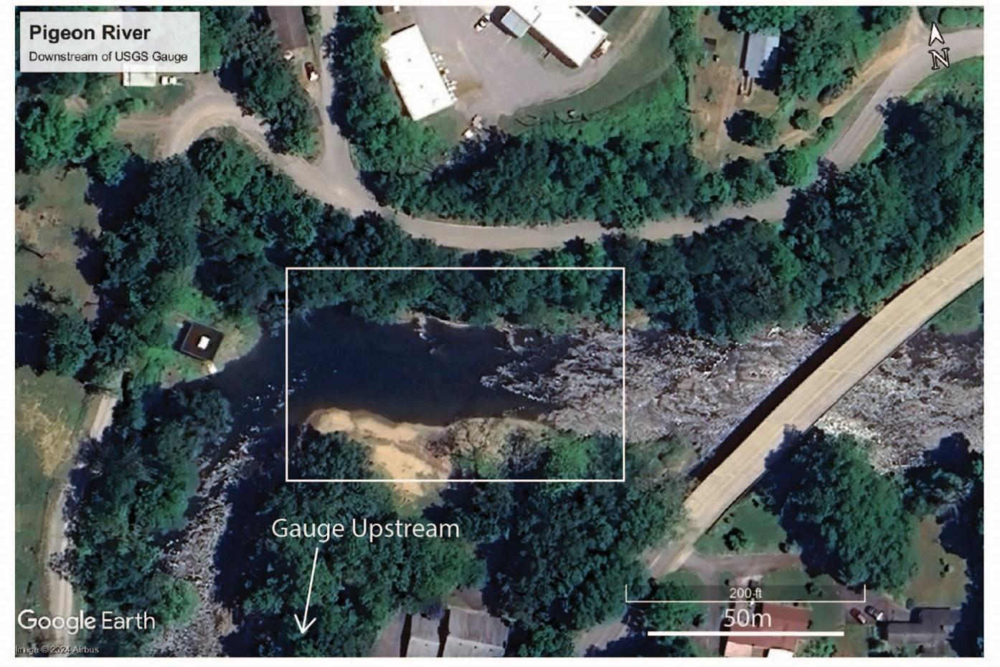 Pigeon River
Downstream of USGS Gauge
N
Gauge Upstream
200 ft
50m
Google Earth
Image © 2024 Airbus